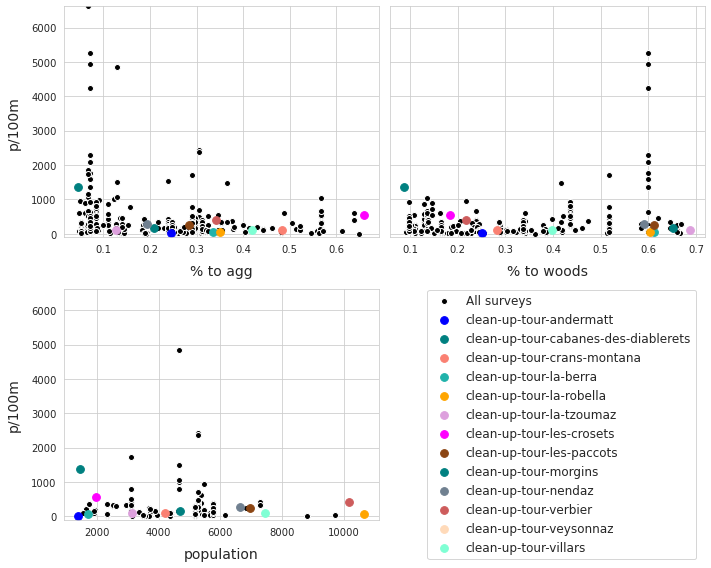 6000
5000
4000
3000
2000
1000
0
p/100m
0.1 0.2 0.3 0.4 0.5 0.6
% to agg
0.1 0.2 0.3 0.4 0.5 0.6 0.7
% to woods
6000
5000
4000
3000
2000
1000
0
p/100m
2000 4000 6000 8000 10000
population
All surveys
clean-up-tour-andermatt
clean-up-tour-cabanes-des-diablerets
clean-up-tour-crans-montana
clean-up-tour-la-berra
clean-up-tour-la-robella
clean-up-tour-la-tzoumaz
clean-up-tour-les-crosets
clean-up-tour-les-paccots
clean-up-tour-morgins
clean-up-tour-nendaz
clean-up-tour-verbier
clean-up-tour-veysonnaz
clean-up-tour-villars